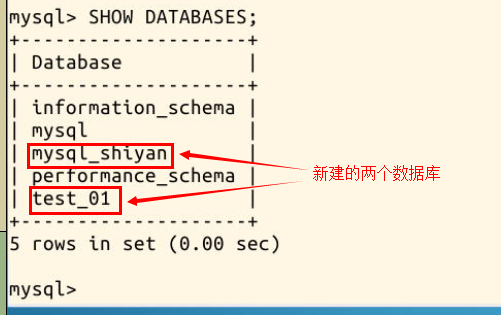 mysql> SHOW DATABASES;
+--------------------+
| Database           |
+--------------------+
| information_schema |
| mysql              |
| mysql_shiyan       |
| performance_schema |
| test_01            |
+--------------------+
5 rows in set (0.00 sec)
mysql>
新建的两个数据库